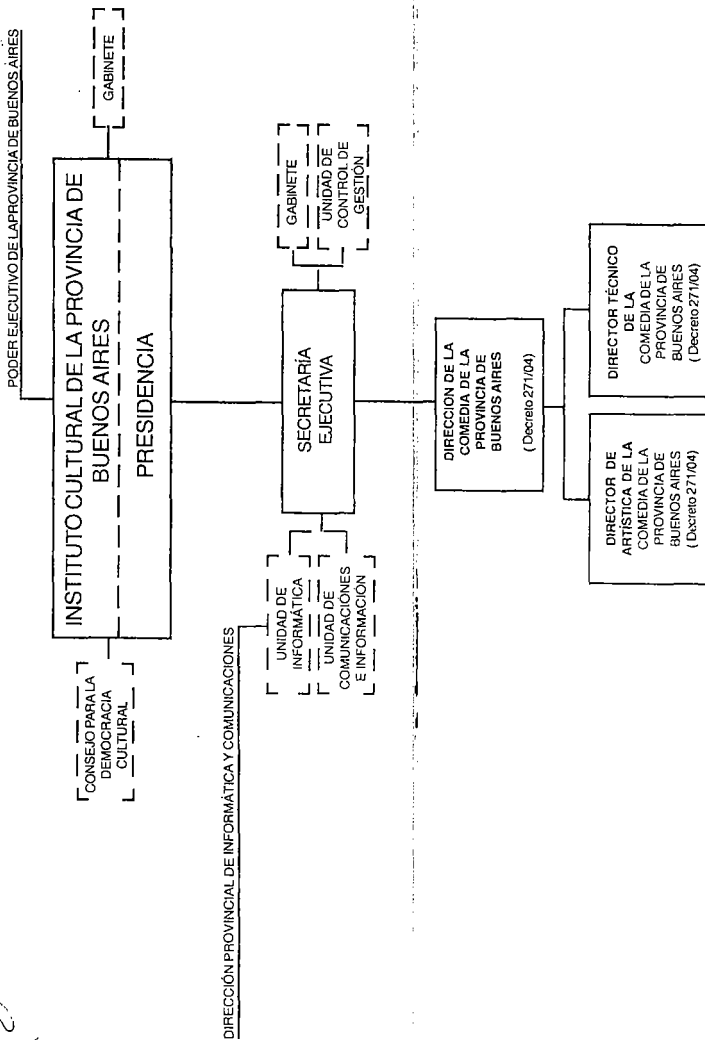 PODER EJECUTIVO DE LAPROVINCIA DE BUENOS AIRES
INSTITUTO CULTURAL DE LA PROVINCIA DE
BUENOS AIRES
PRESIDENCIA
GABINETE
CONSEJO PARA LA
DEMOCRACIA
CULTURAL
DIRECCIÓN PROVINCIAL DE INFORMÁTICA Y COMUNICACIONES
UNIDAD DE
INFORMÁTICA
UNIDAD DE
COMUNICACIÓNES
E INFORMACIÓN
SECRETARÍA
EJECUTIVA
GABINETE
UNIDAD DE
CONTROL DE
GESTIÓN
DIRECCION DE LA
COMEDIA DE LA
PROVINCIA DE
BUENOS AIRES
( Decreto 271/04)
DIRECTOR DE
ARTÍSTICA DE LA
COMEDIA DE LA
PROVINCIA DE
BUENOS AIRES
( Decreto 271/04)
DIRECTOR TÉCNICO
DE LA
COMEDIA DE LA
PROVINCIA DE
BUENOS AIRES
( Decreto 271/04)